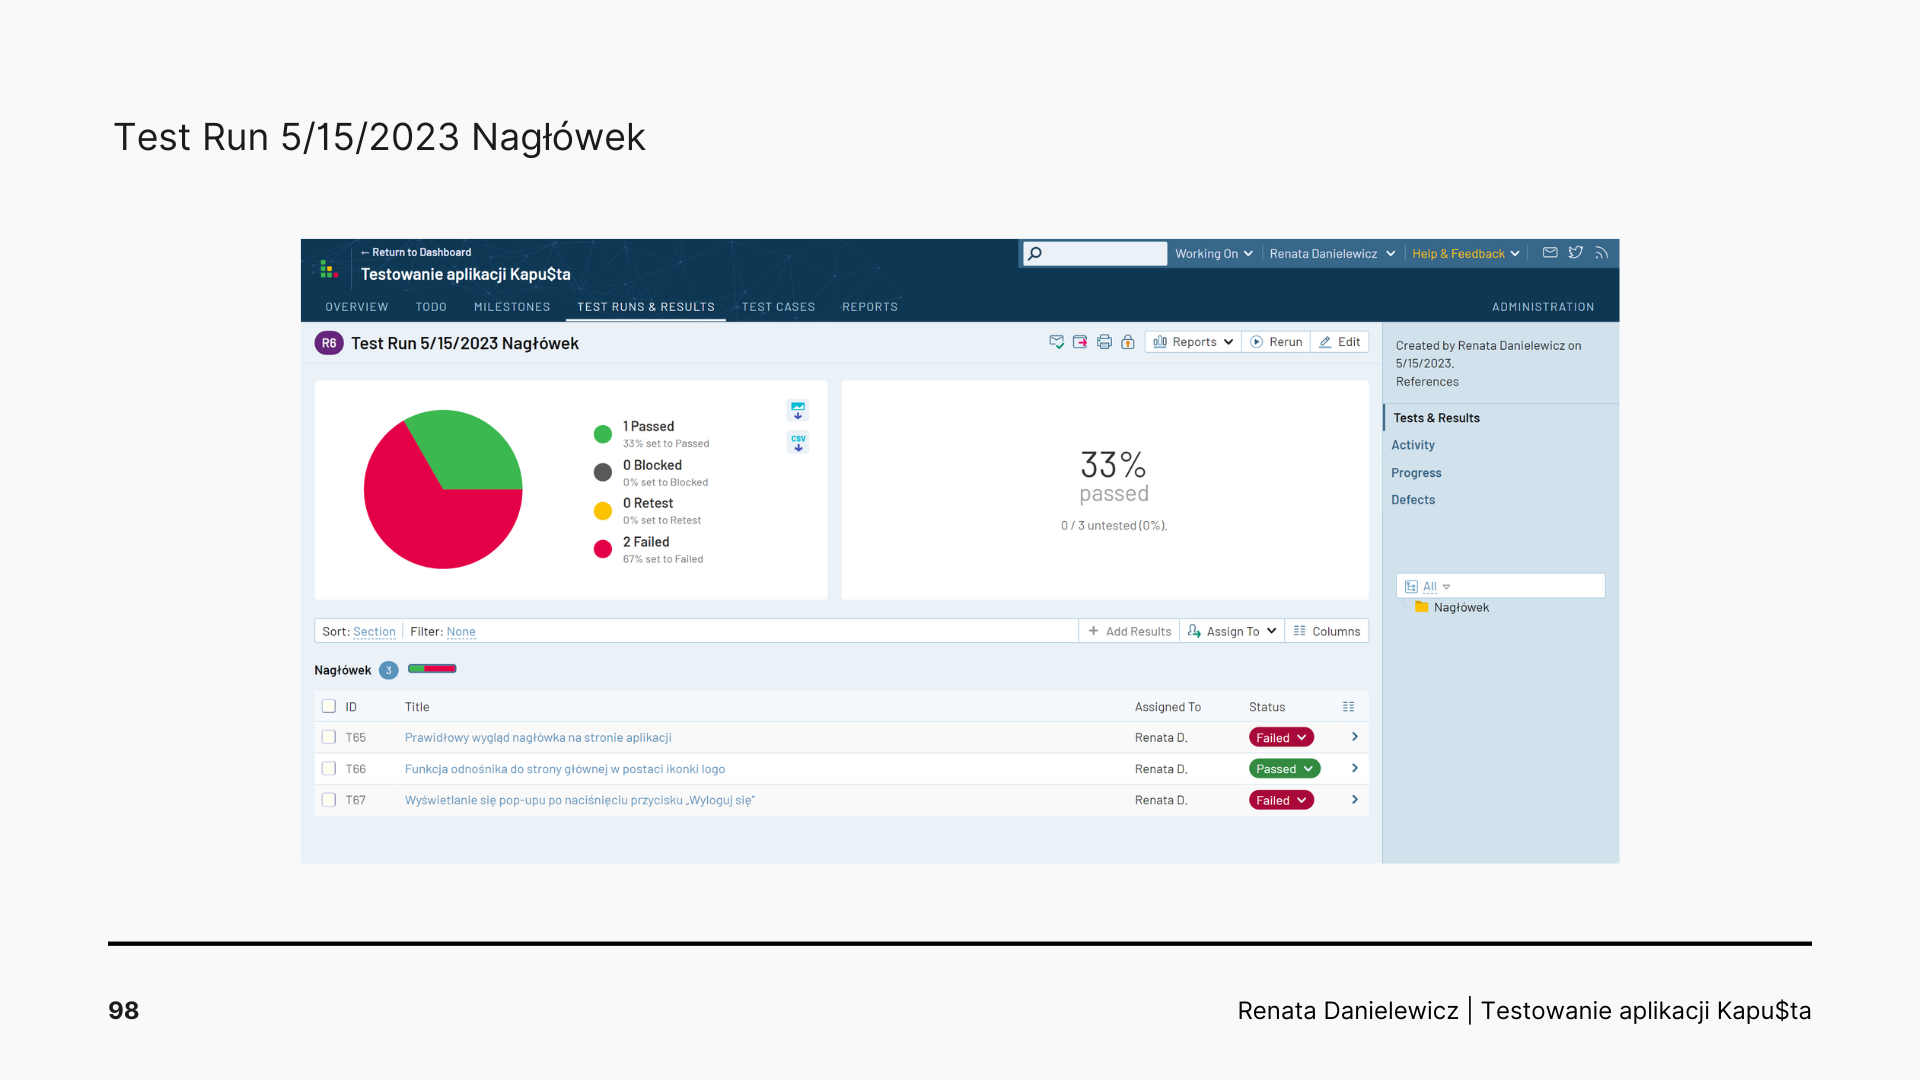 Test Run 5/15/2023 Nagłówek
← Return to Dashboard
Testowanie aplikacji Kapu$ta
Working On
Renata Danielewicz
Help & Feedback
OVERVIEW TODO MILESTONES TEST RUNS & RESULTS TEST CASES REPORTS ADMINISTRATION
R6 Test Run 5/15/2023 Nagłówek
Reports Rerun Edit
Created by Renata Danielewicz on
5/15/2023.
References
Tests & Results
Activity
Progress
Defects
All
Nagłówek
1 Passed
33% set to Passed
0 Blocked
0% set to Blocked
0 Retest
0% set to Retest
2 Failed
67% set to Failed
CSV
33%
passed
0 / 3 untested (0%).
Sort: Section Filter: None + Add Results Assign To Columns
Nagłówek 3
ID Title Assigned To Status
T65 Prawidłowy wygląd nagłówka na stronie aplikacji Renata D. Failed
T66 Funkcja odnośnika do strony głównej w postaci ikonki logo Renata D. Passed
T67 Wyświetlanie się pop-upu po naciśnięciu przycisku „Wyloguj się” Renata D. Failed
98
Renata Danielewicz | Testowanie aplikacji Kapu$ta